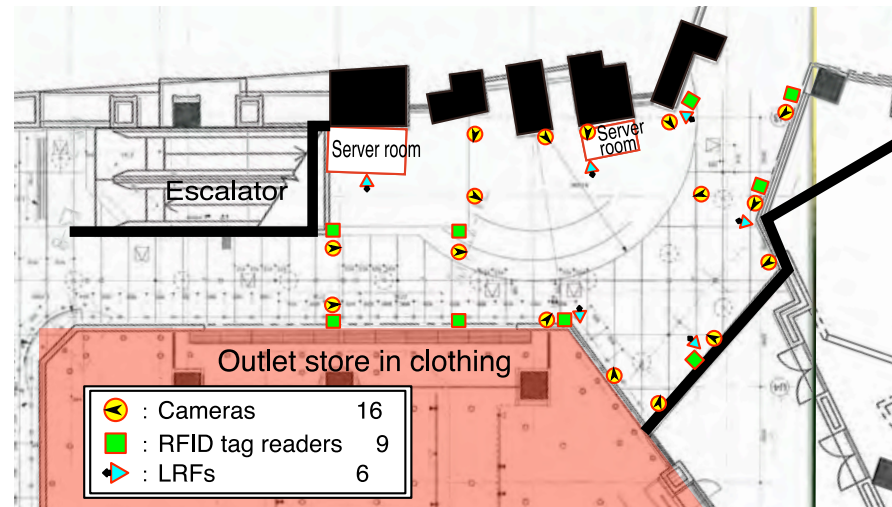 Server room
Server
room
Escalator
Outlet store in clothing
: Cameras 16
: RFID tag readers 9
: LRFs 6